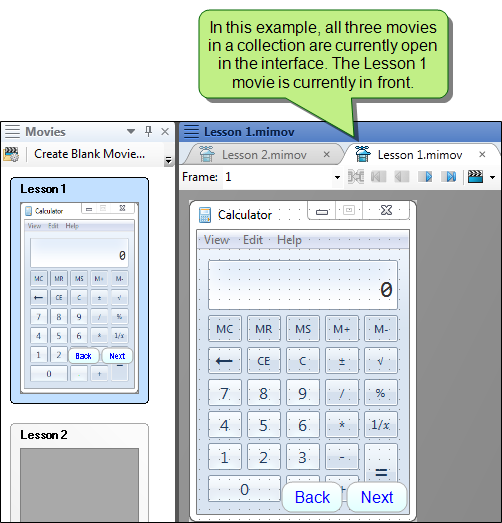 In this example, all three movies
in a collection are currently open
in the interface. The Lesson 1
movie is currently in front.
Movies
Create Blank Movie...
Lesson 1
Calculator
View Edit Help
0
MC MR MS M+ M-
← CE C ± √
7 8 9 / %
4 5 6 * 1/x
1 2 Back Next
0 . + =
Lesson 2
Lesson 1.mimov
Lesson 2.mimov × Lesson 1.mimov ×
Frame: 1
Calculator
View Edit Help
0
MC MR MS M+ M-
← CE C ± √
7 8 9 / %
4 5 6 * 1/x
1 2 3 - =
0 Back Next